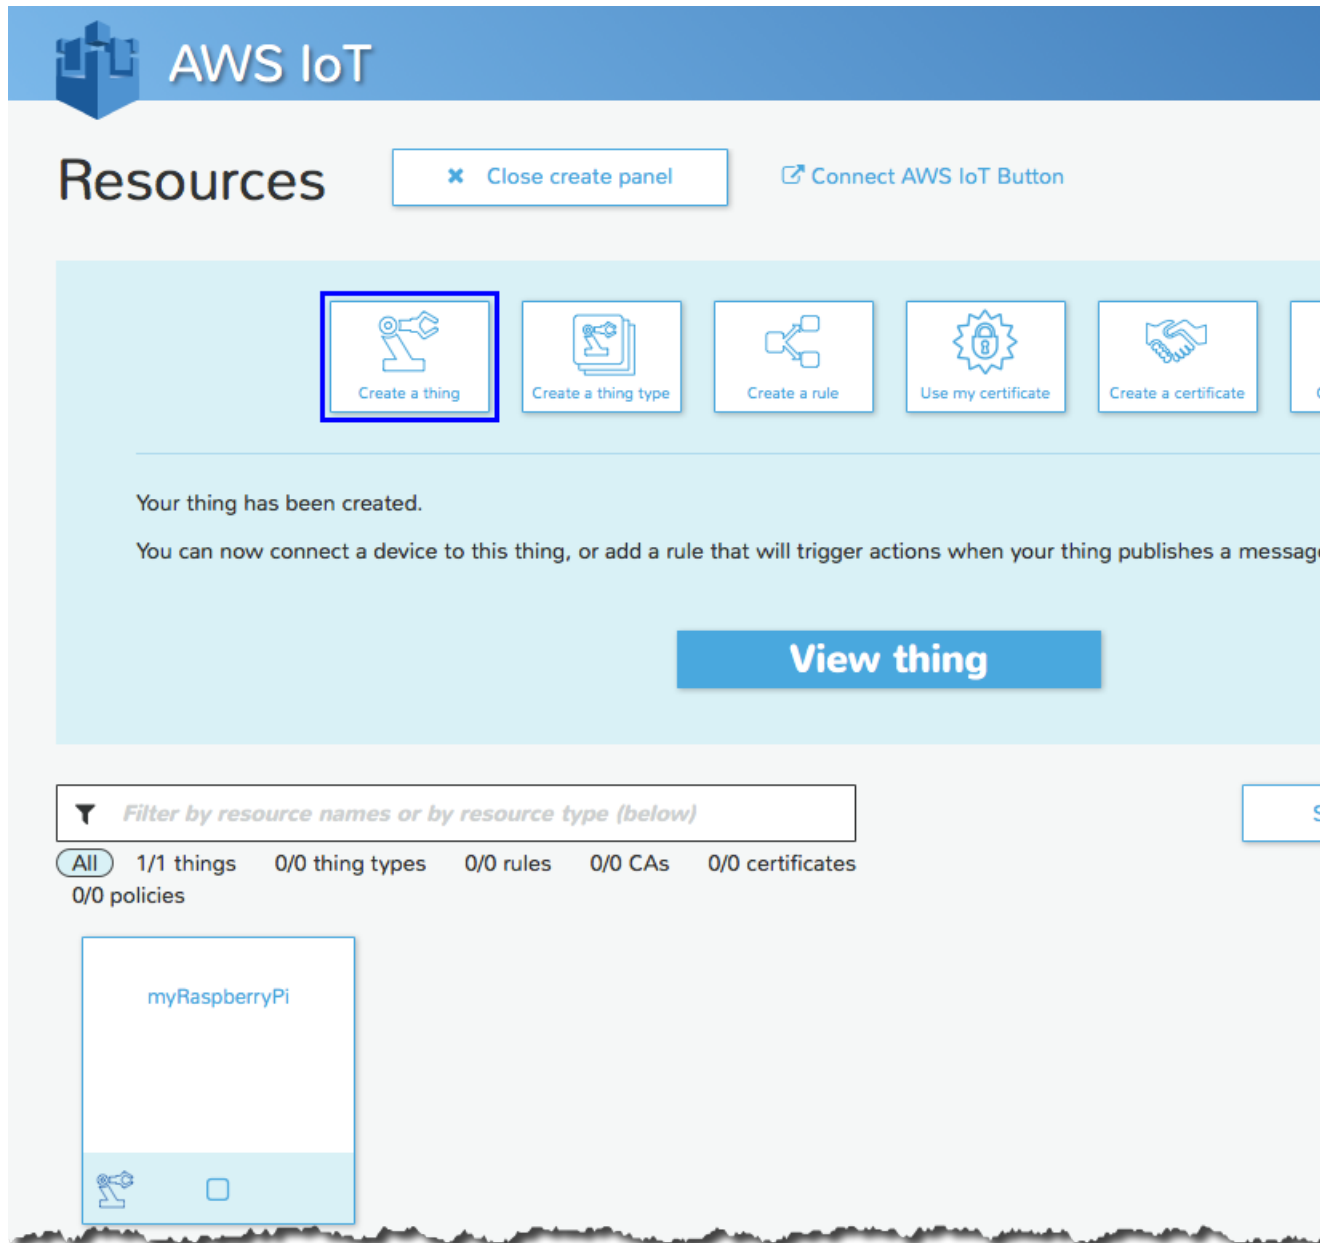 AWS IoT
Resources
Close create panel
Connect AWS IoT Button
Create a thing
Create a thing type
Create a rule
Use my certificate
Create a certificate
Your thing has been created.
You can now connect a device to this thing, or add a rule that will trigger actions when your thing publishes a
View thing
Filter by resource names or by resource type (below)
All 1/1 things 0/0 thing types 0/0 rules 0/0 CAs 0/0 certificates
0/0 policies
myRaspberryPi